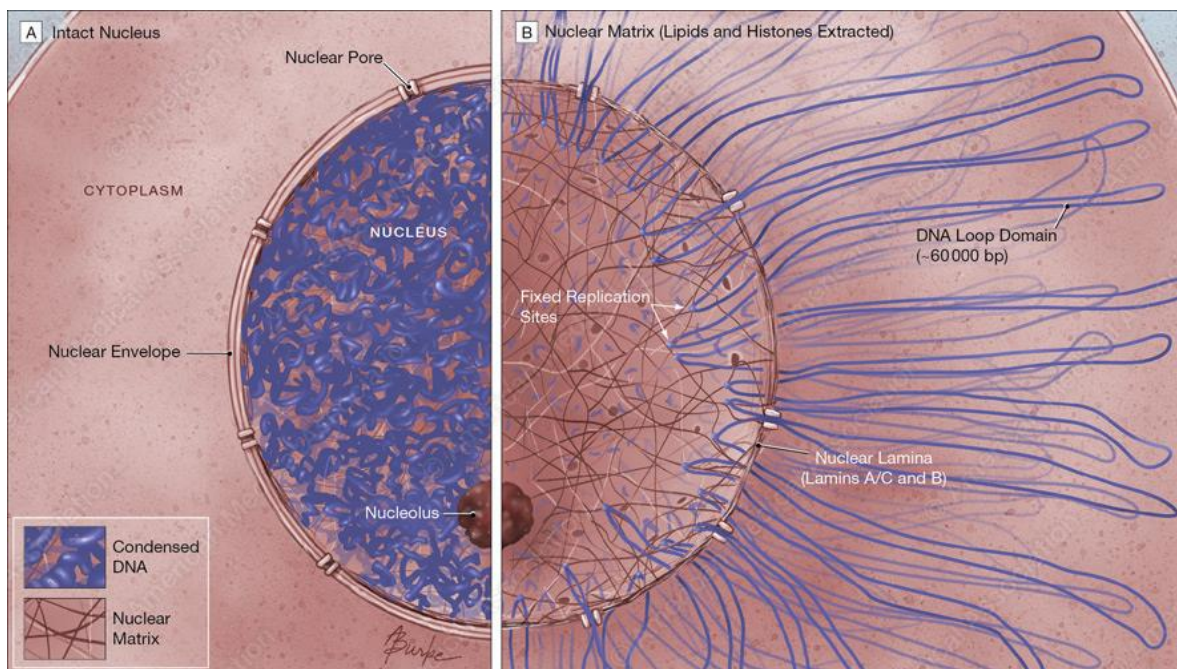 A Intact Nucleus
Nuclear Pore
CYTOPLASM
NUCLEUS
Nuclear Envelope
Nucleolus
Condensed
DNA
Nuclear
Matrix
Burke
B Nuclear Matrix (Lipids and Histones Extracted)
DNA Loop Domain
(~60 000 bp)
Fixed Replication
Sites
Nuclear Lamina
(Lamins A/C and B)